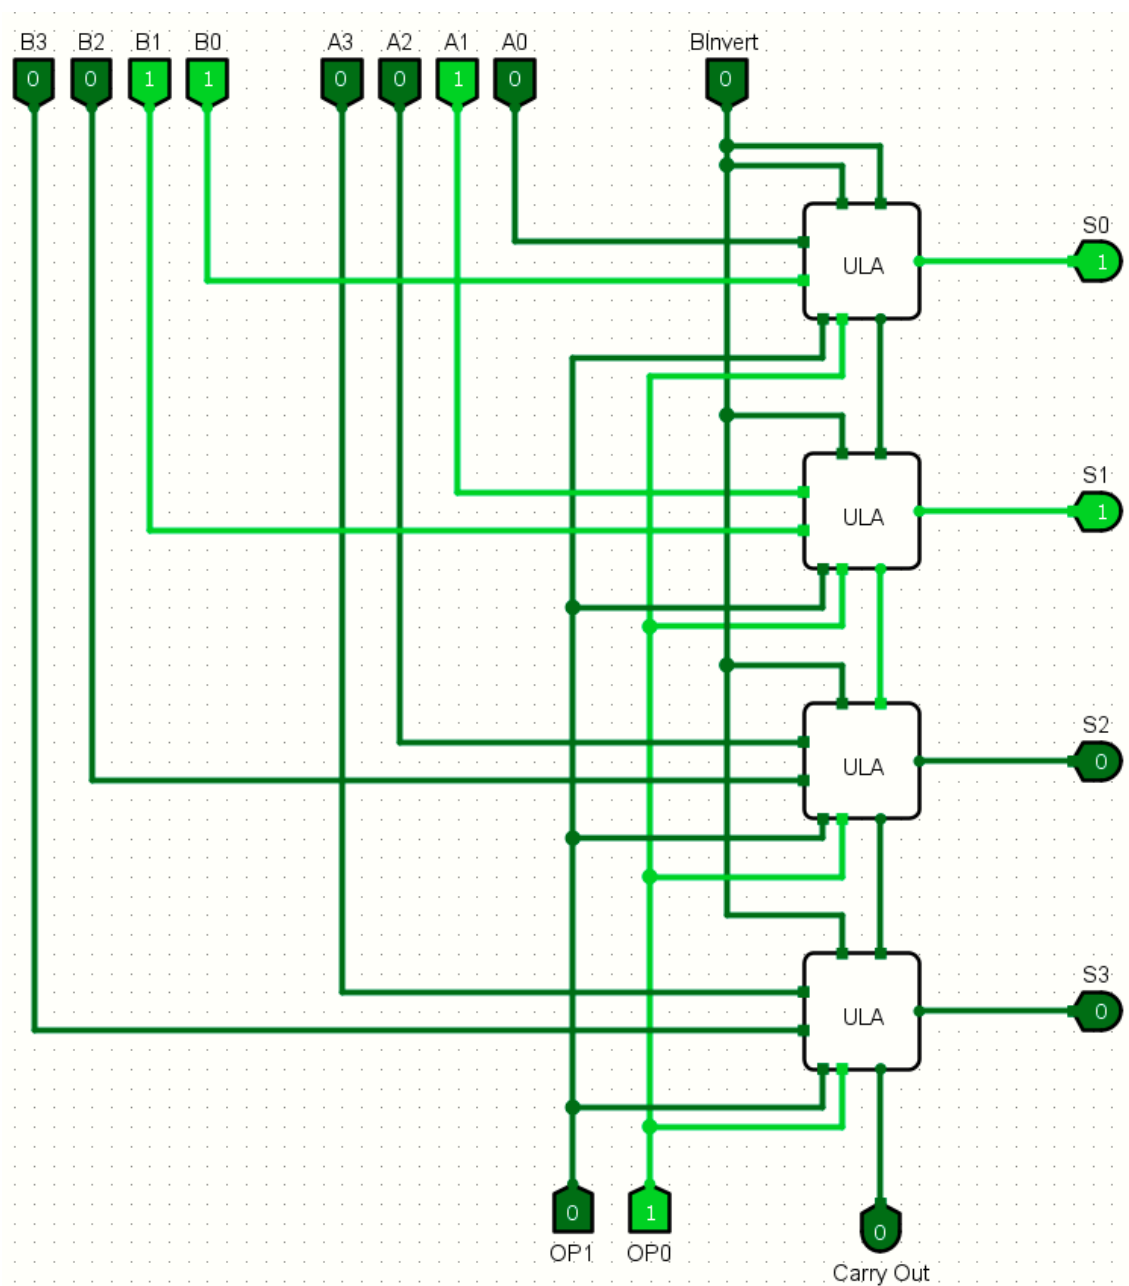 B3 B2 B1 B0 A3 A2 A1 A0 BInvert
0 0 1 1 0 0 1 0 0
S0
ULA 1
S1
ULA 1
S2
ULA 0
S3
ULA 0
0 1 0
OP1 OP0
Carry Out